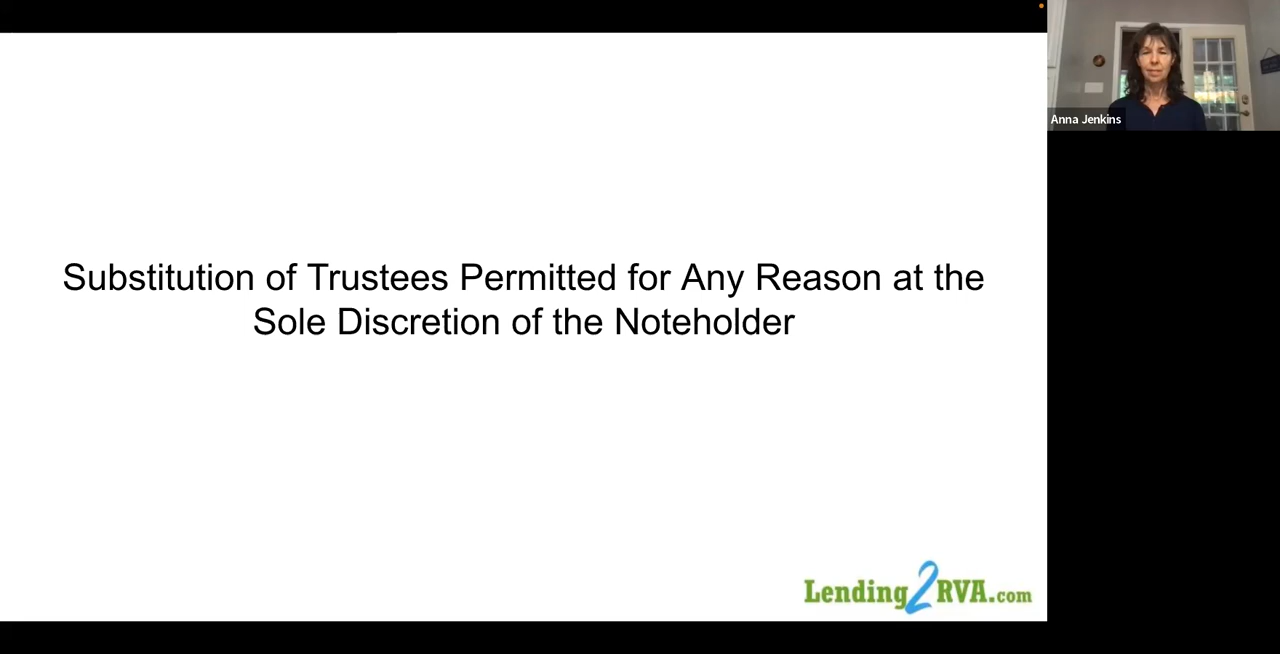 Substitution of Trustees Permitted for Any Reason at the
Sole Discretion of the Noteholder
Lending2RVA.com
Anna Jenkins